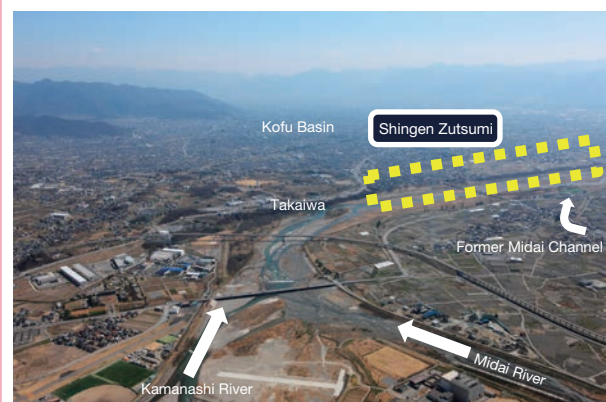 Kofu Basin
Shingen Zutsumi
Takaiwa
Former Midai Channel
Kamanashi River
Midai River